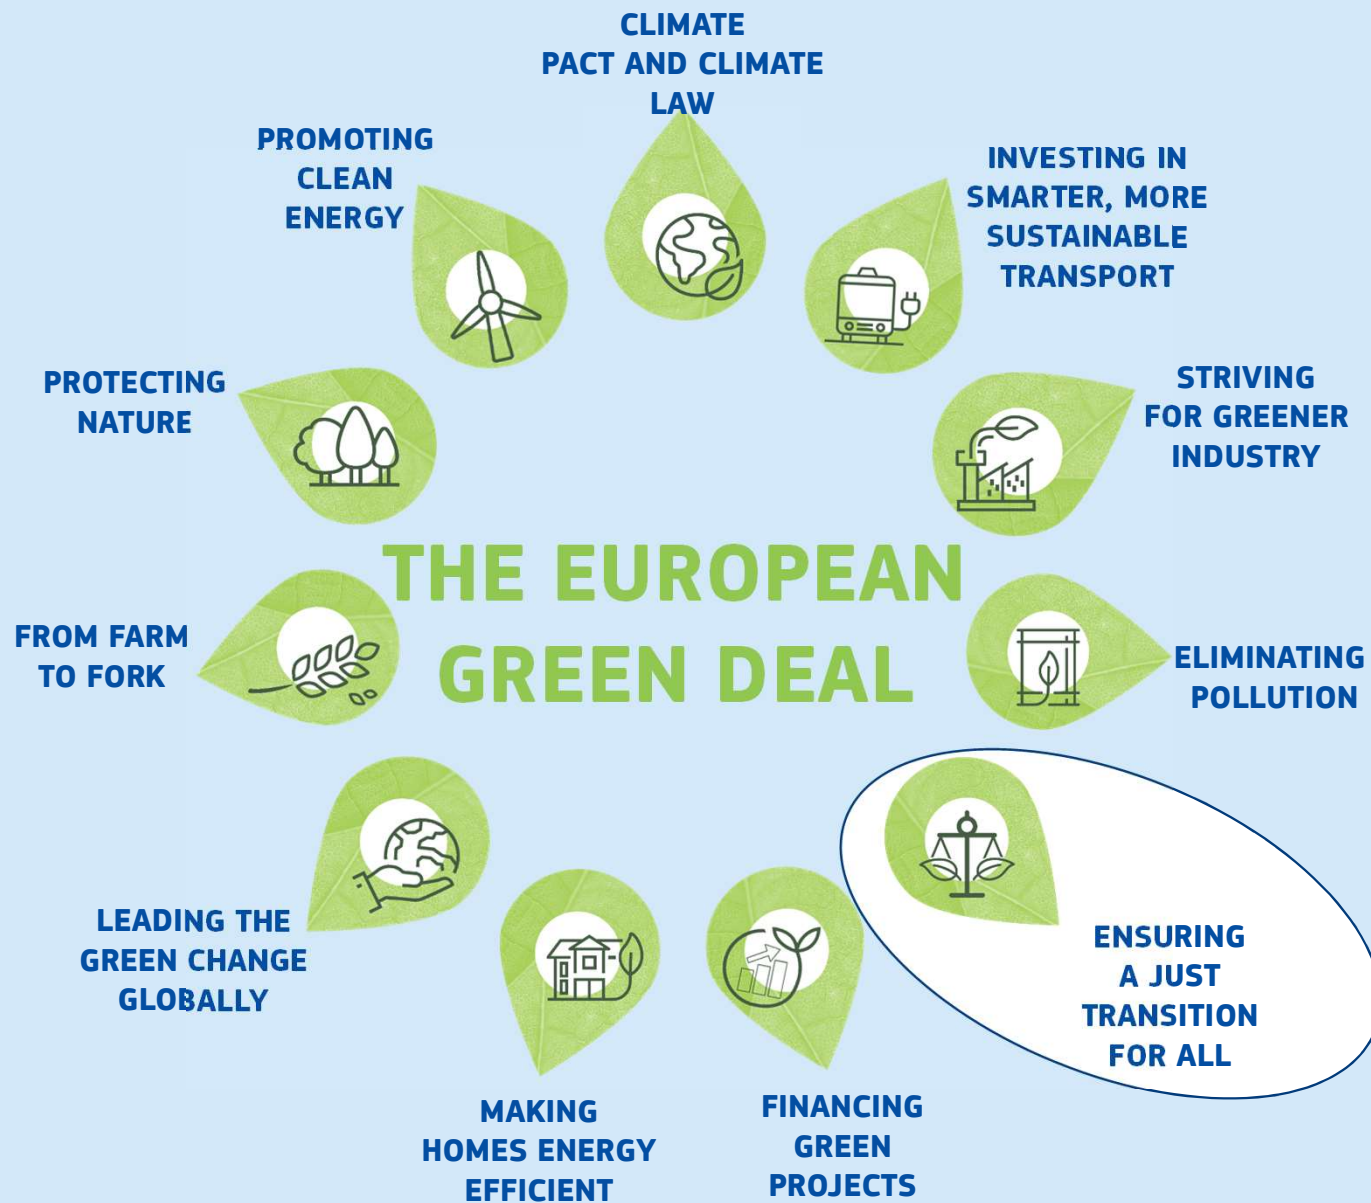 CLIMATE
PACT AND CLIMATE
LAW
PROMOTING
CLEAN
ENERGY
INVESTING IN
SMARTER, MORE
SUSTAINABLE
TRANSPORT
PROTECTING
NATURE
STRIVING
FOR GREENER
INDUSTRY
THE EUROPEAN
GREEN DEAL
FROM FARM
TO FORK
ELIMINATING
POLLUTION
LEADING THE
GREEN CHANGE
GLOBALLY
ENSURING
A JUST
TRANSITION
FOR ALL
MAKING
HOMES ENERGY
EFFICIENT
FINANCING
GREEN
PROJECTS